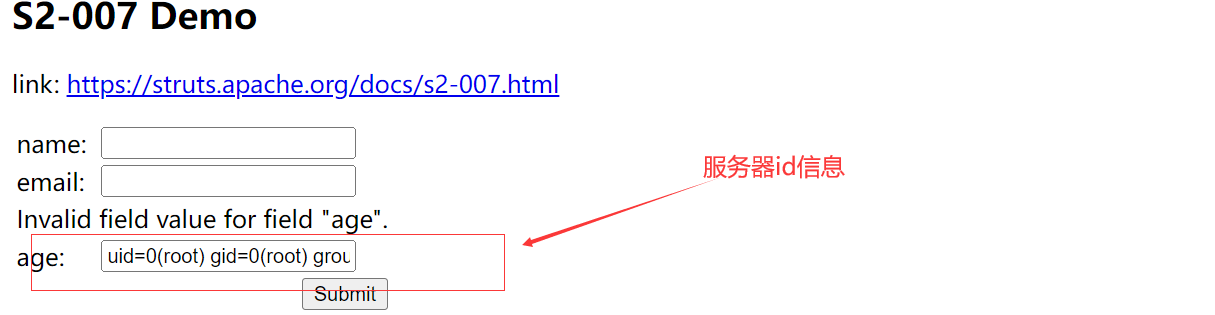 S2-007 Demo
link: https://struts.apache.org/docs/s2-007.html
name:
服务器id信息
email:
Invalid field value for field "age".
age: uid=0(root) gid=0(root) grou
Submit